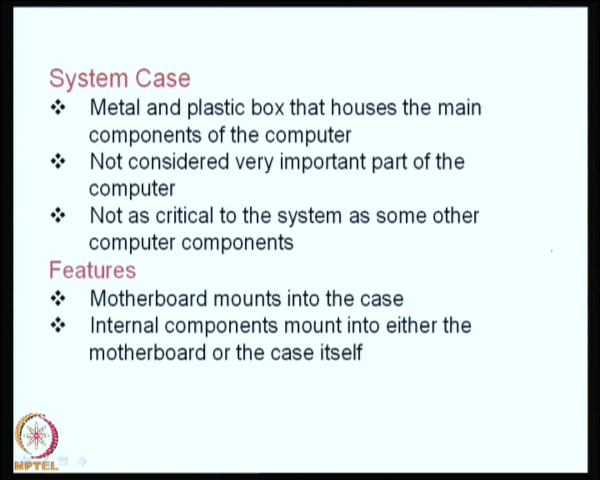 System Case
❖ Metal and plastic box that houses the main
components of the computer
❖ Not considered very important part of the
computer
❖ Not as critical to the system as some other
computer components
Features
❖ Motherboard mounts into the case
❖ Internal components mount into either the
motherboard or the case itself
NPTEL